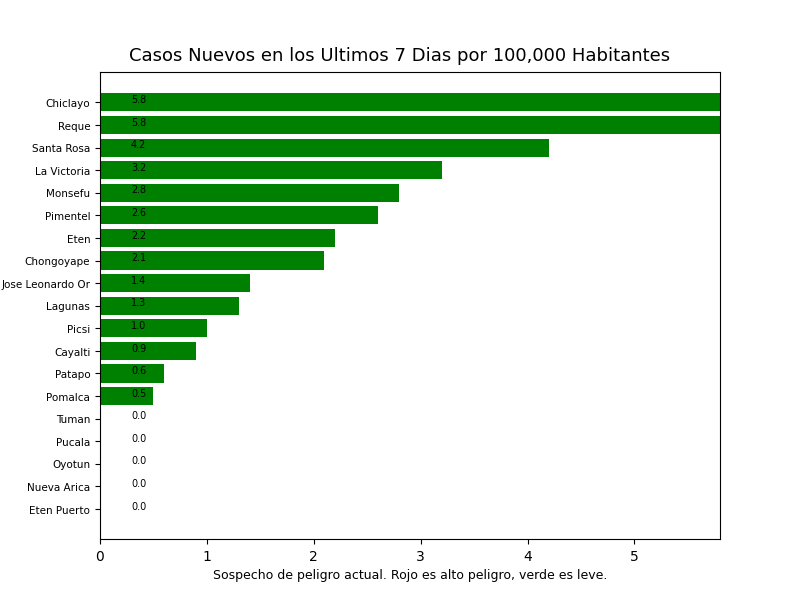 Casos Nuevos en los Ultimos 7 Dias por 100,000 Habitantes
Chiclayo 5.8
Reque 5.8
Santa Rosa 4.2
La Victoria 3.2
Monsefu 2.8
Pimentel 2.6
Eten 2.2
Chongoyape 2.1
Jose Leonardo Or 1.4
Lagunas 1.3
Picsi 1.0
Cayalti 0.9
Patapo 0.6
Pomalca 0.5
Tuman 0.0
Pucala 0.0
Oyotun 0.0
Nueva Arica 0.0
Eten Puerto 0.0
0 1 2 3 4 5
Sospecho de peligro actual. Rojo es alto peligro, verde es leve.